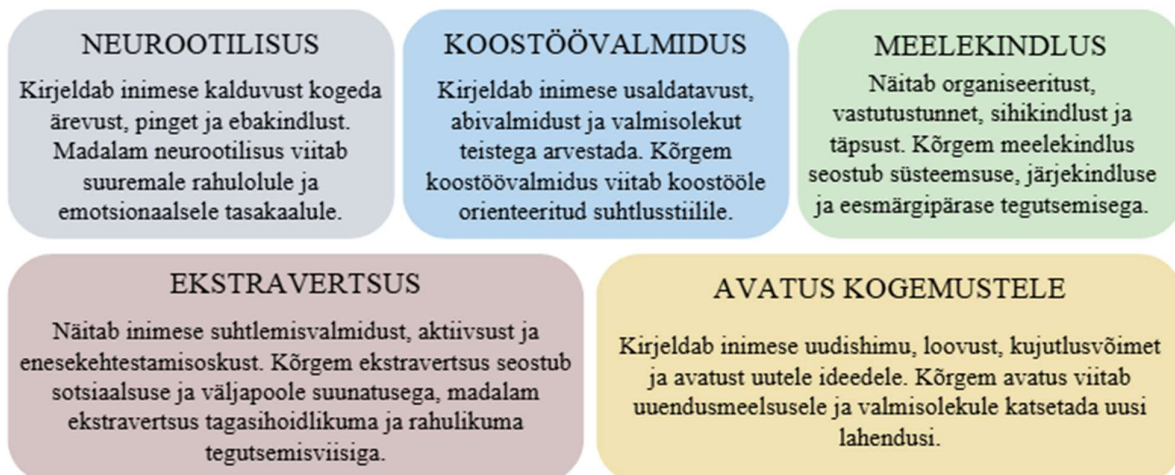 NEUROOTILISUS
Kirjeldab inimese kalduvust kogeda
ärevust, pinget ja ebakindlust.
Madalam neurootilisus viitab
suuremale rahulolule ja
emotsionaalsele tasakaalule.
KOOSTÖÖVALMIDUS
Kirjeldab inimese usaldatavust,
abivalmidust ja valmisolekut
teistega arvestada. Kõrgem
koostöövalmidus viitab koostööle
orienteeritud suhtlusstiilile.
MEELEKINDLUS
Näitab organiseeritust,
vastutustunnet, sihikindlust ja
täpsust. Kõrgem meelekindlus
seostub süsteemsuse, järjekindluse
ja eesmärgipärase tegutsemisega.
EKSTRAVERTSUS
Näitab inimese suhtlemisvalmidust, aktiivsust ja
enesekehtestamisoskust. Kõrgem ekstravertsus seostub
sotsiaalsuse ja väljapoole suunatusega, madalam
ekstravertsus tagasihoidlikuma ja rahulikuma
tegutsemisviisiga.
AVATUS KOGEMUSTELE
Kirjeldab inimese uudishimu, loovust, kujutlusvõimet
ja avatust uutele ideedele. Kõrgem avatus viitab
uuendusmeelsusele ja valmisolekule katsetada uusi
lahendusi.